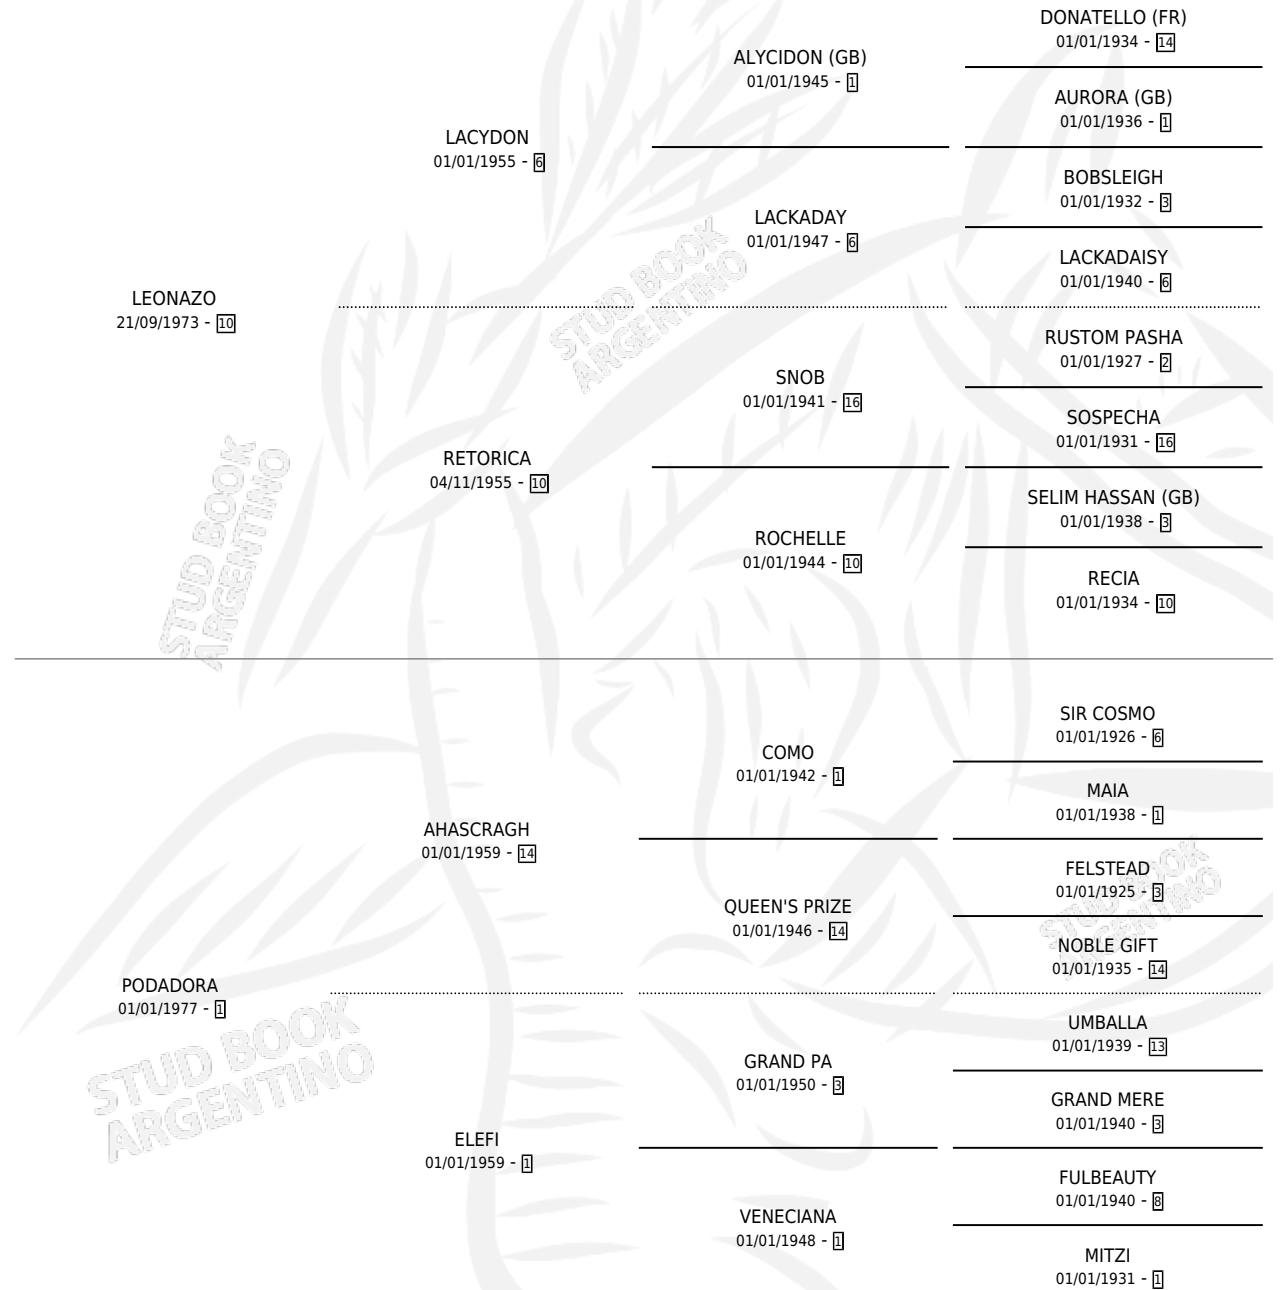 DONATELLO (FR)
01/01/1934 - 14
ALYCIDON (GB)
01/01/1945 - 1
AURORA (GB)
01/01/1936 - 1
LACYDON
01/01/1955 - 6
BOBSLEIGH
01/01/1932 - 3
LACKADAY
01/01/1947 - 6
LACKADAISY
01/01/1940 - 6
LEONAZO
21/09/1973 - 10
STUD BOOK
ARGENTINO
RUSTOM PASHA
01/01/1927 - 2
SNOB
01/01/1941 - 16
SOSPECHA
01/01/1931 - 16
RETORICA
04/11/1955 - 10
SELIM HASSAN (GB)
01/01/1938 - 3
ROCHELLE
01/01/1944 - 10
RECIA
01/01/1934 - 10
STUD BOOK
ARGENTINO
SIR COSMO
01/01/1926 - 6
COMO
01/01/1942 - 1
MAIA
01/01/1938 - 1
AHASCRAGH
01/01/1959 - 14
FELSTEAD
01/01/1925 - 3
QUEEN'S PRIZE
01/01/1946 - 14
STUD BOOK
ARGENTINO
NOBLE GIFT
01/01/1935 - 14
PODADORA
01/01/1977 - 1
UMBALLA
01/01/1939 - 13
GRAND PA
01/01/1950 - 3
STUD BOOK
ARGENTINO
GRAND MERE
01/01/1940 - 3
ELEFI
01/01/1959 - 1
FULBEAUTY
01/01/1940 - 8
VENECIANA
01/01/1948 - 1
MITZI
01/01/1931 - 1